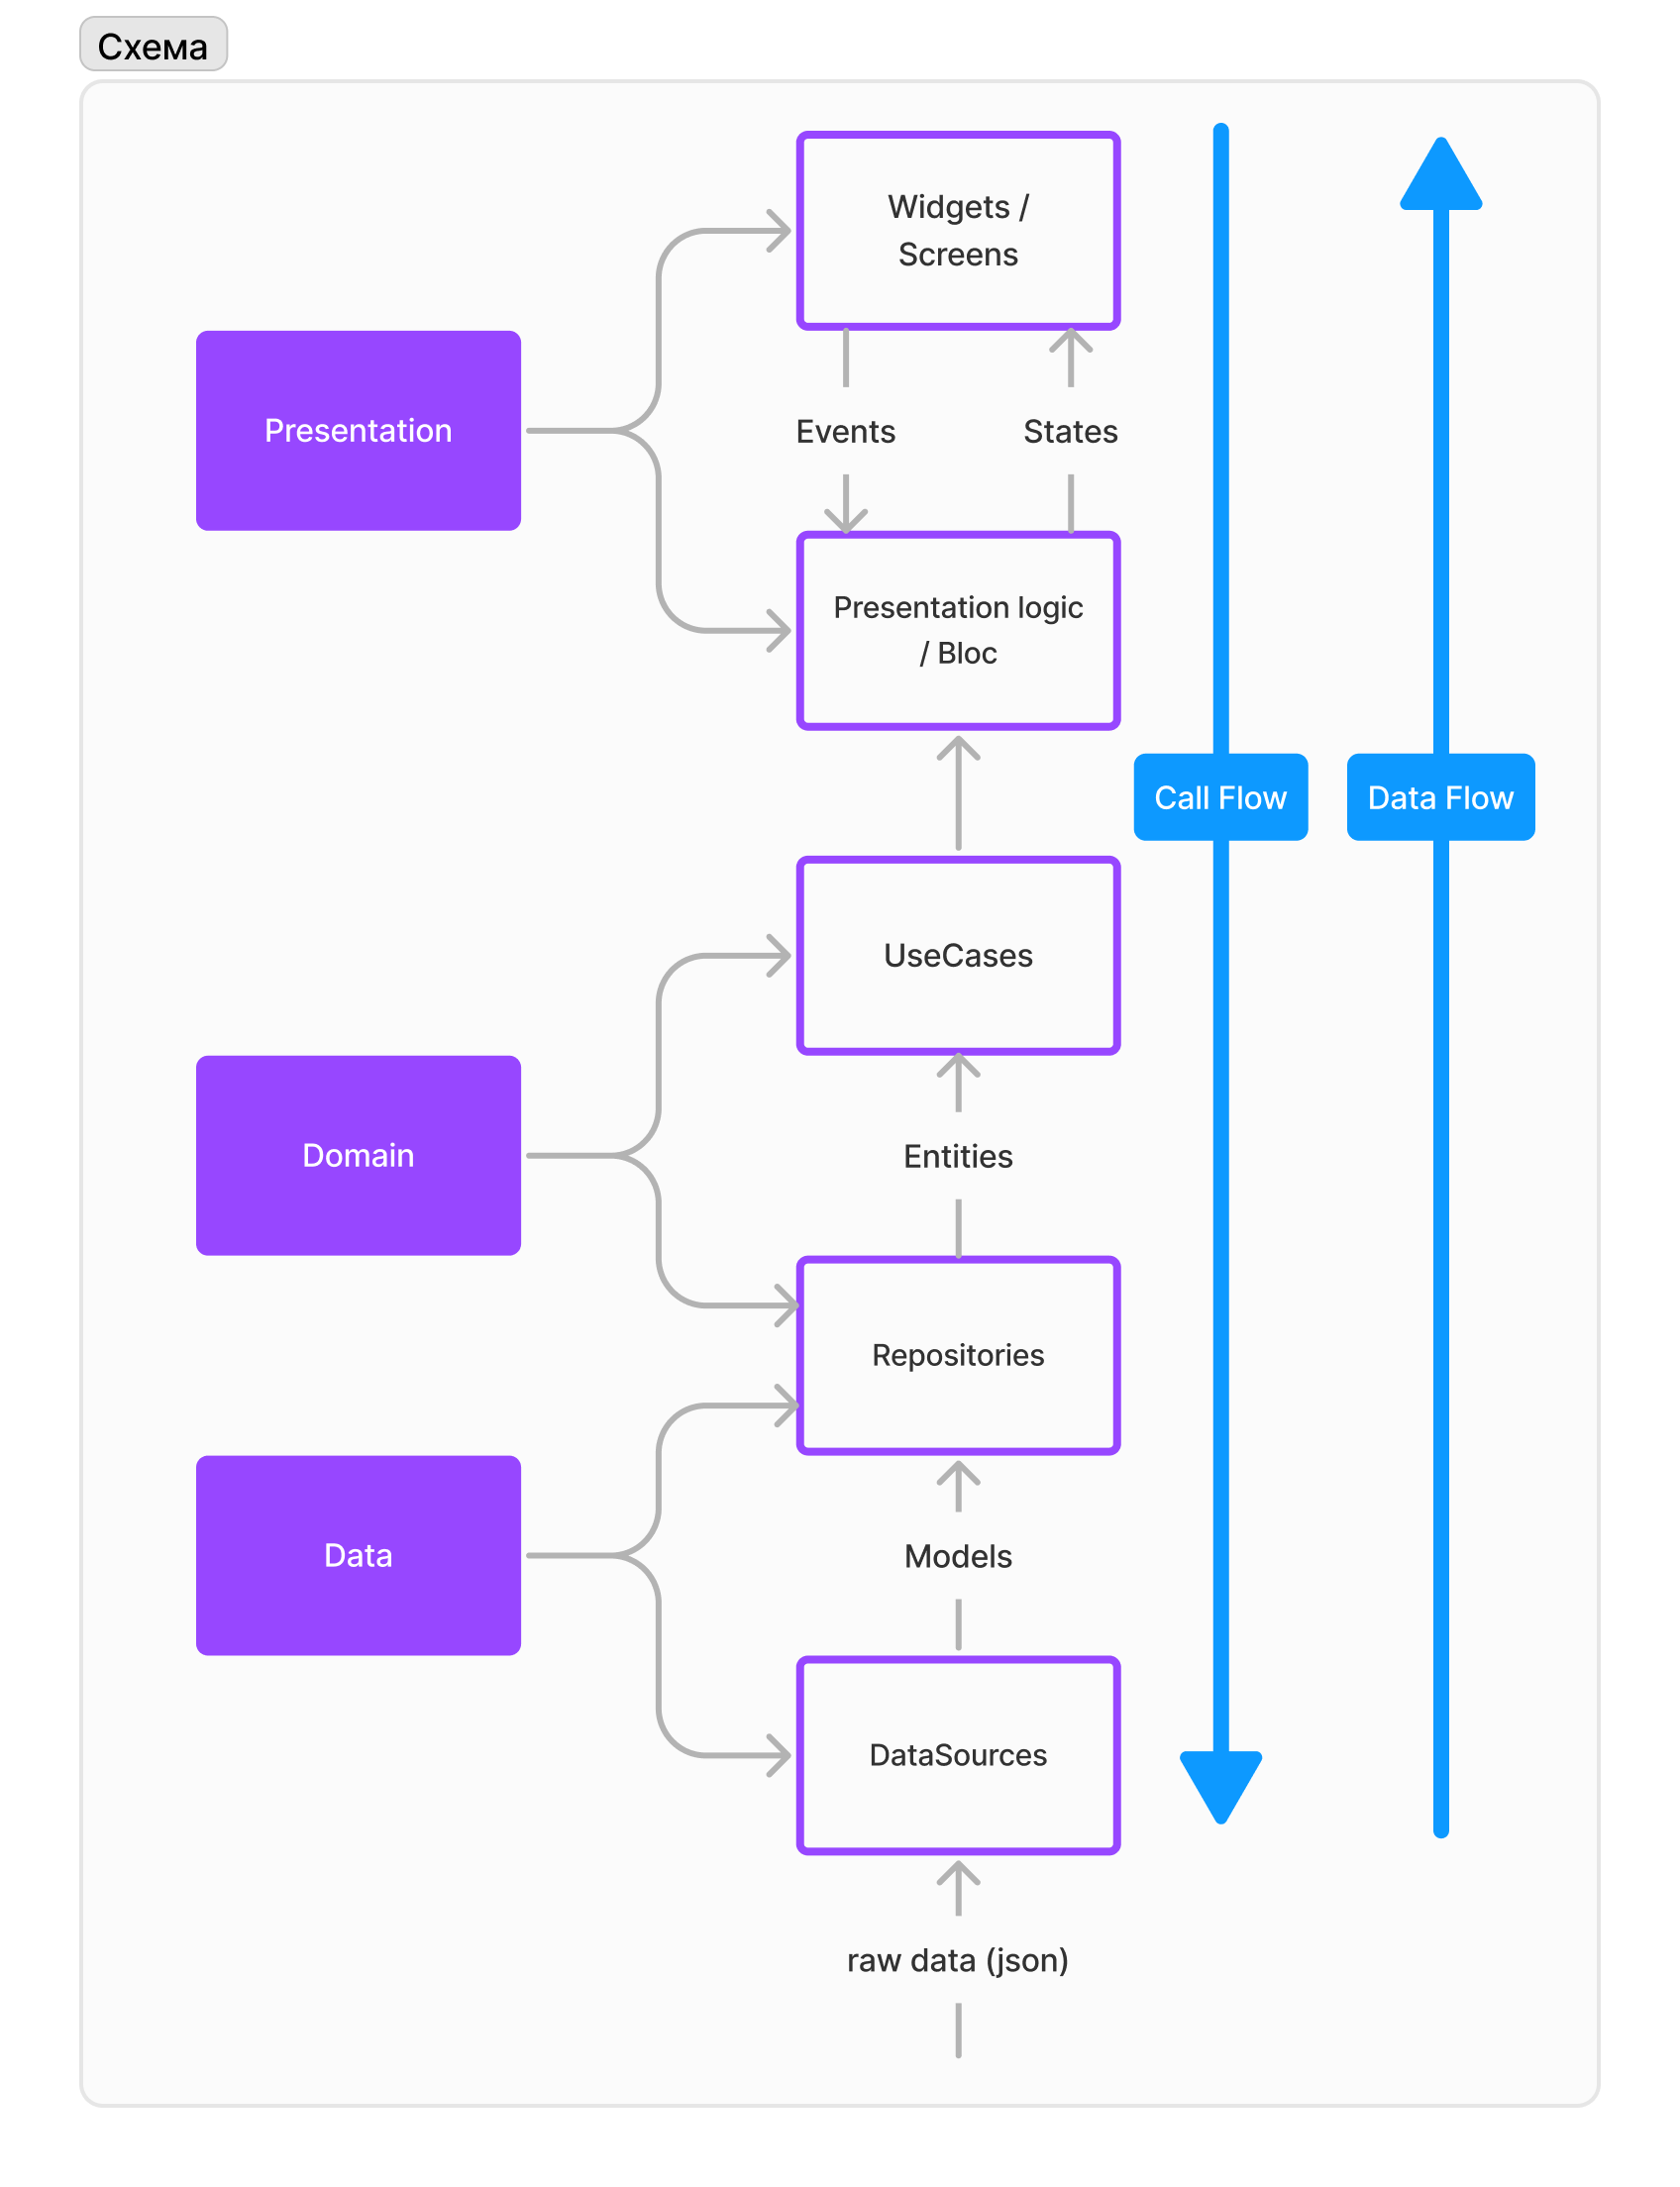 Схема
Widgets /
Screens
Presentation
Events
States
Presentation logic
/ Bloc
Call Flow
Data Flow
UseCases
Domain
Entities
Repositories
Data
Models
DataSources
raw data (json)